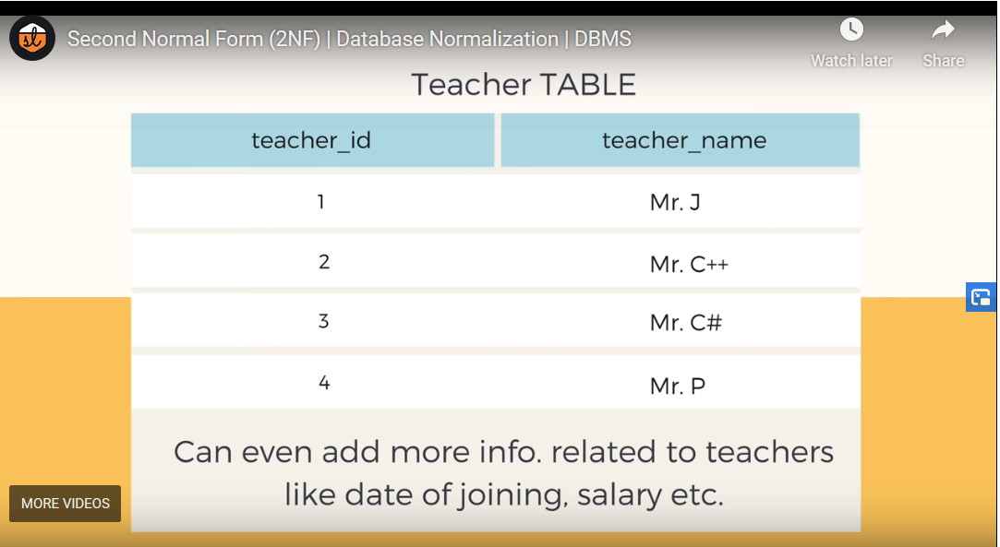 Second Normal Form (2NF) | Database Normalization | DBMS
Watch later
Share
Teacher TABLE
teacher_id teacher_name
1 Mr. J
2 Mr. C++
3 Mr. C#
4 Mr. P
Can even add more info. related to teachers
like date of joining, salary etc.
MORE VIDEOS